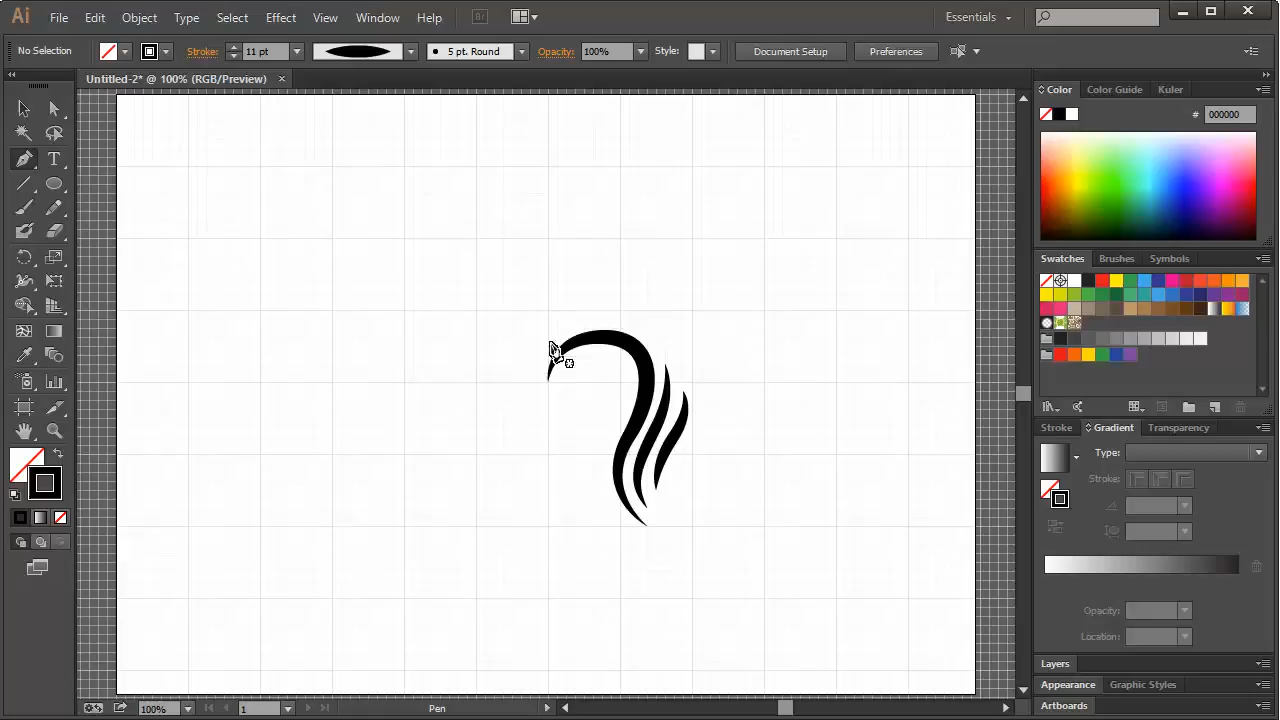 Ai File Edit Object Type Select Effect View Window Help Br Essentials
No Selection Stroke: 11 pt 5 pt. Round Opacity: 100% Style: Document Setup Preferences
Untitled-2* @ 100% (RGB/Preview)
Color Color Guide Kuler
# 000000
T
Swatches Brushes Symbols
Stroke Gradient Transparency
Type:
Stroke:
Opacity:
Location:
Layers
Appearance Graphic Styles
Artboards
100% 1 Pen